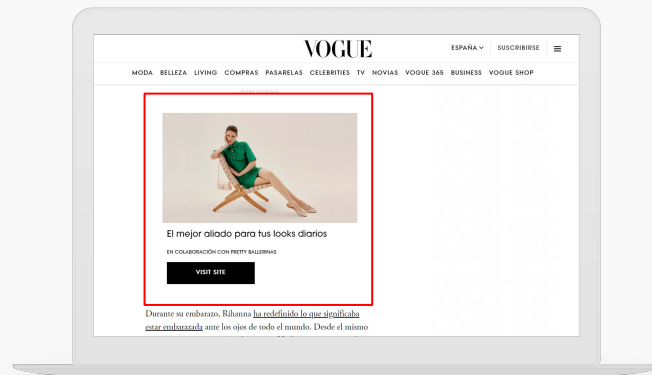 VOGUE
ESPAÑA
SUSCRIBIRSE
MODA BELLEZA LIVING COMPRAS PASARELAS CELEBRITIES TV NOVIAS VOGUE 365 BUSINESS VOGUE SHOP
PUBLICIDAD
El mejor aliado para tus looks diarios
EN COLABORACIÓN CON PRETTY BALLERINAS
VISIT SITE
Durante su embarazo, Rihanna ha redefinido lo que significaba
estar embarazada ante los ojos de todo el mundo. Desde el mismo